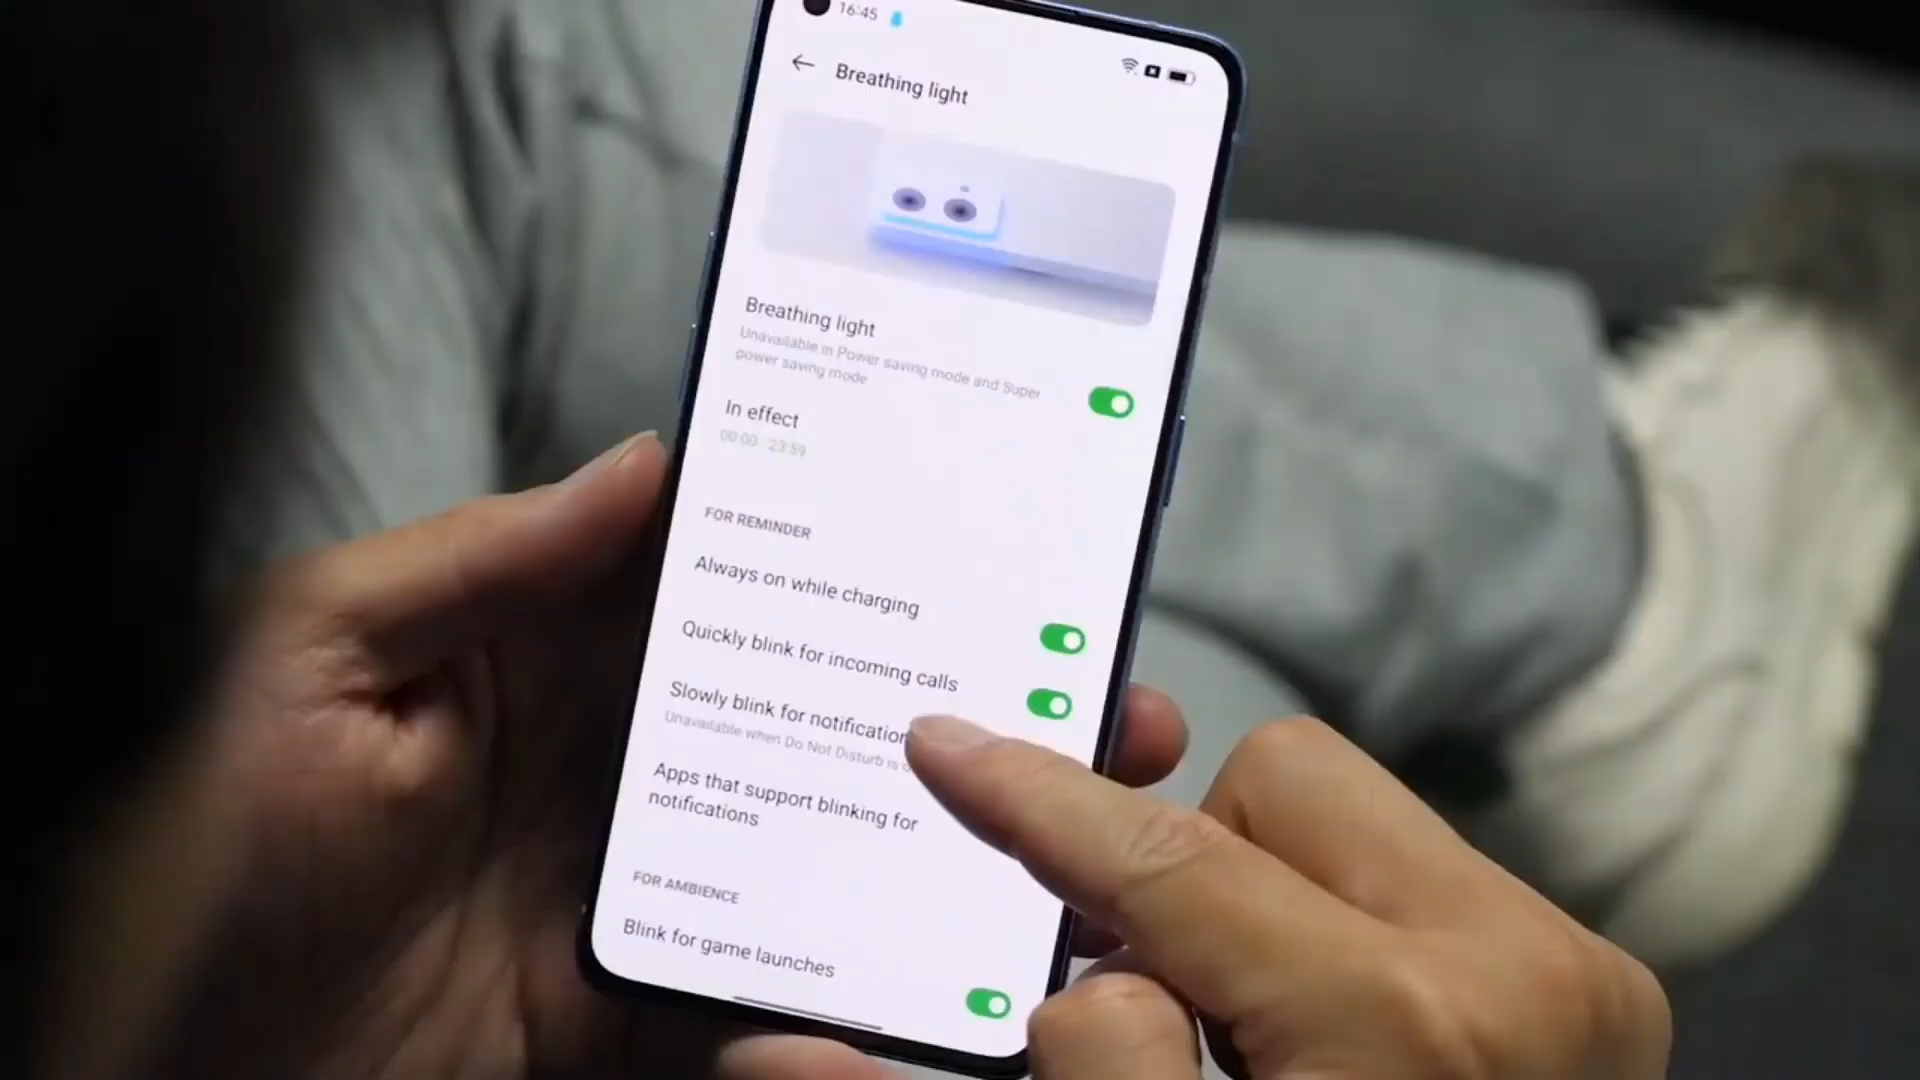 16:45
Breathing light
Breathing light
Unavailable in Power saving mode and Super
power saving mode
In effect
00:00 - 23:59
FOR REMINDER
Always on while charging
Quickly blink for incoming calls
Slowly blink for notification
Unavailable when Do Not Disturb is
Apps that support blinking for
notifications
FOR AMBIENCE
Blink for game launches